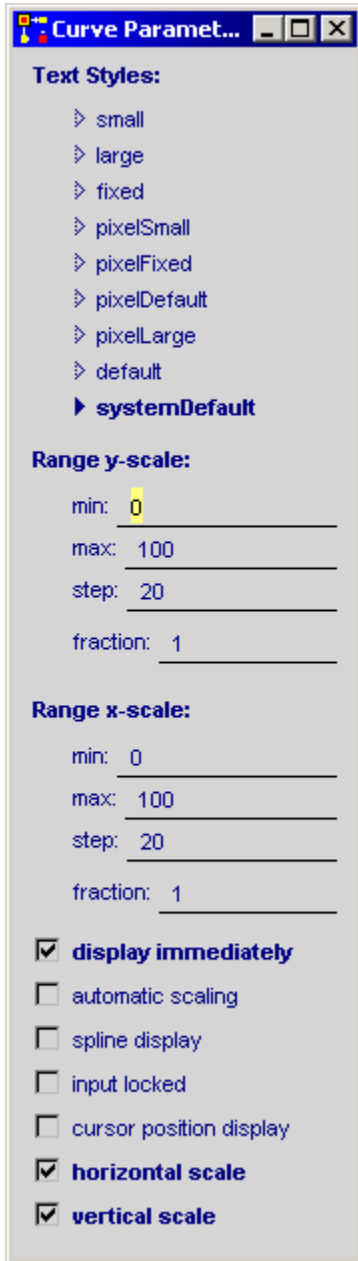 Curve Paramet...
Text Styles:
small
large
fixed
pixelSmall
pixelFixed
pixelDefault
pixelLarge
default
systemDefault
Range y-scale:
min: 0
max: 100
step: 20
fraction: 1
Range x-scale:
min: 0
max: 100
step: 20
fraction: 1
display immediately
automatic scaling
spline display
input locked
cursor position display
horizontal scale
vertical scale